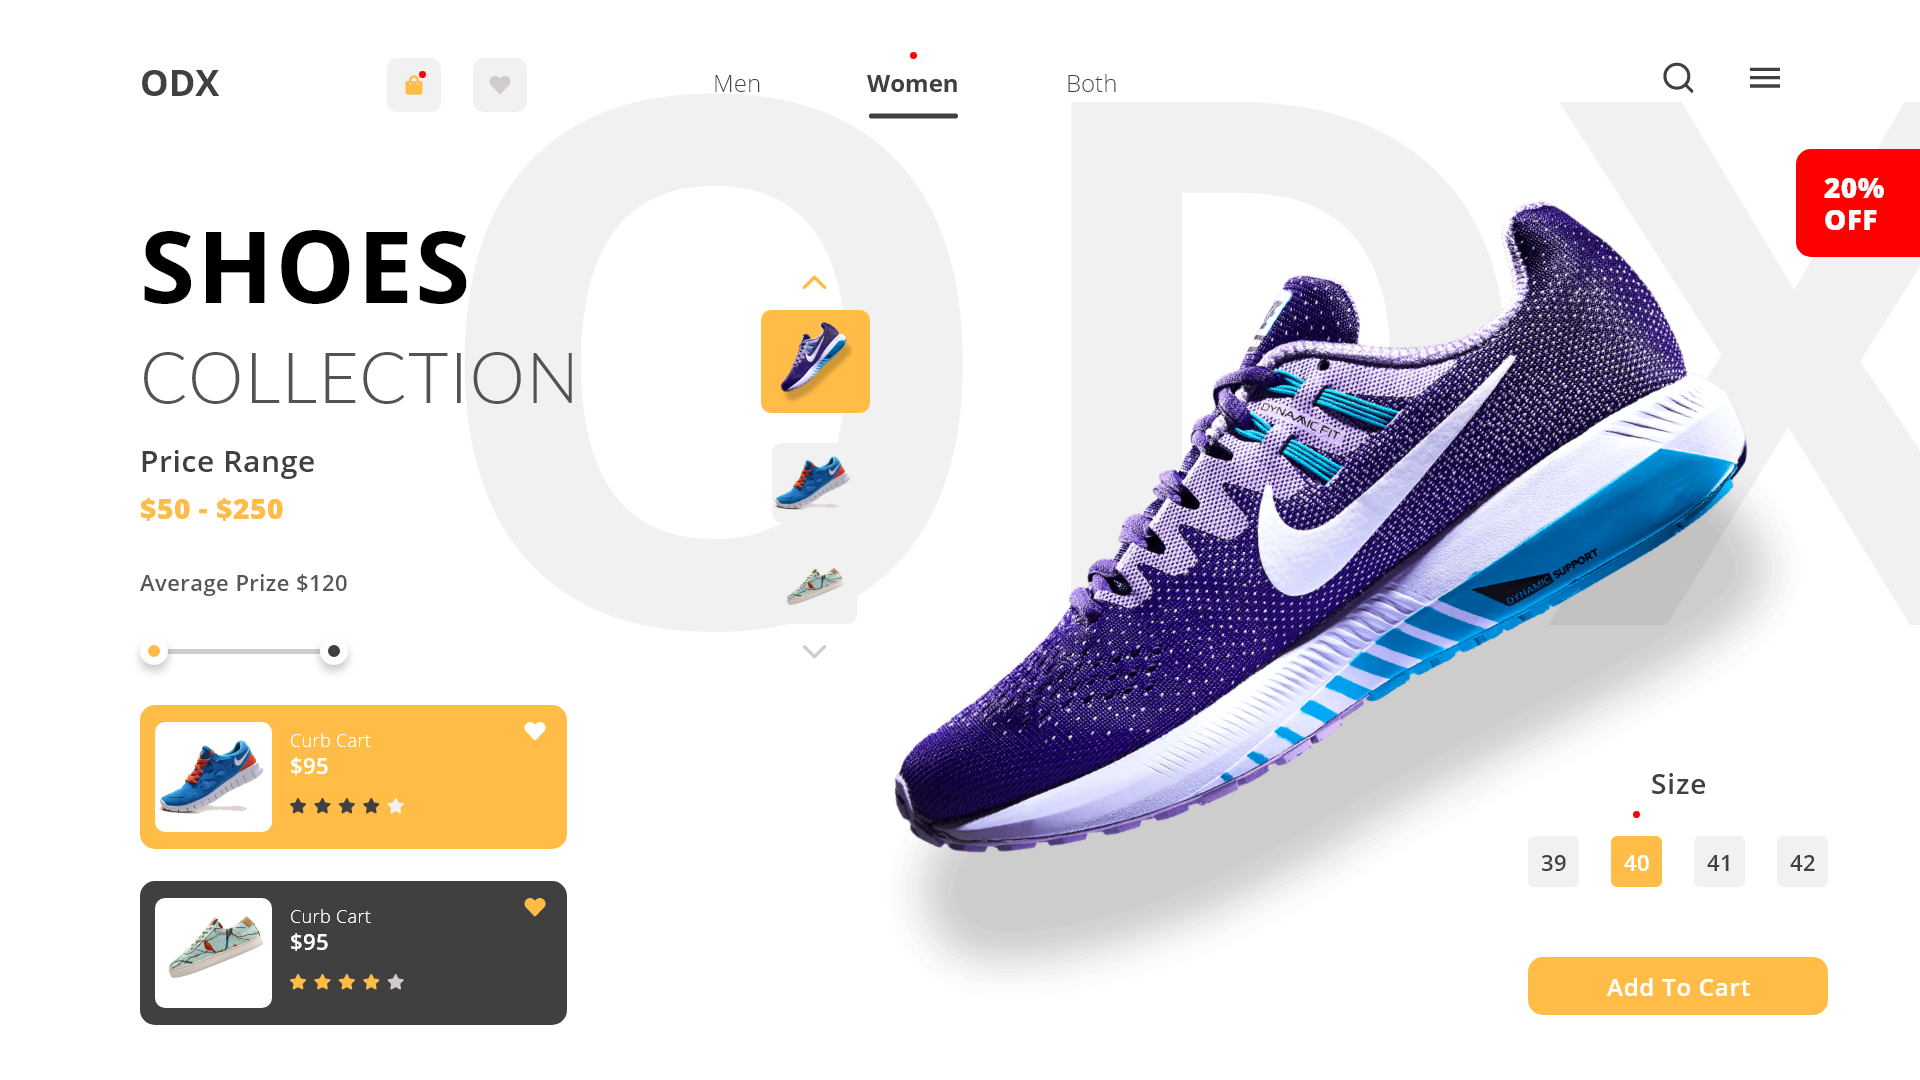 ODX
Men
Women
Both
ODX
20%
OFF
SHOES
COLLECTION
Price Range
$50 - $250
Average Prize $120
DYNAMIC FIT
DYNAMIC SUPPORT
Curb Cart
$95
Curb Cart
$95
Size
39
40
41
42
Add To Cart